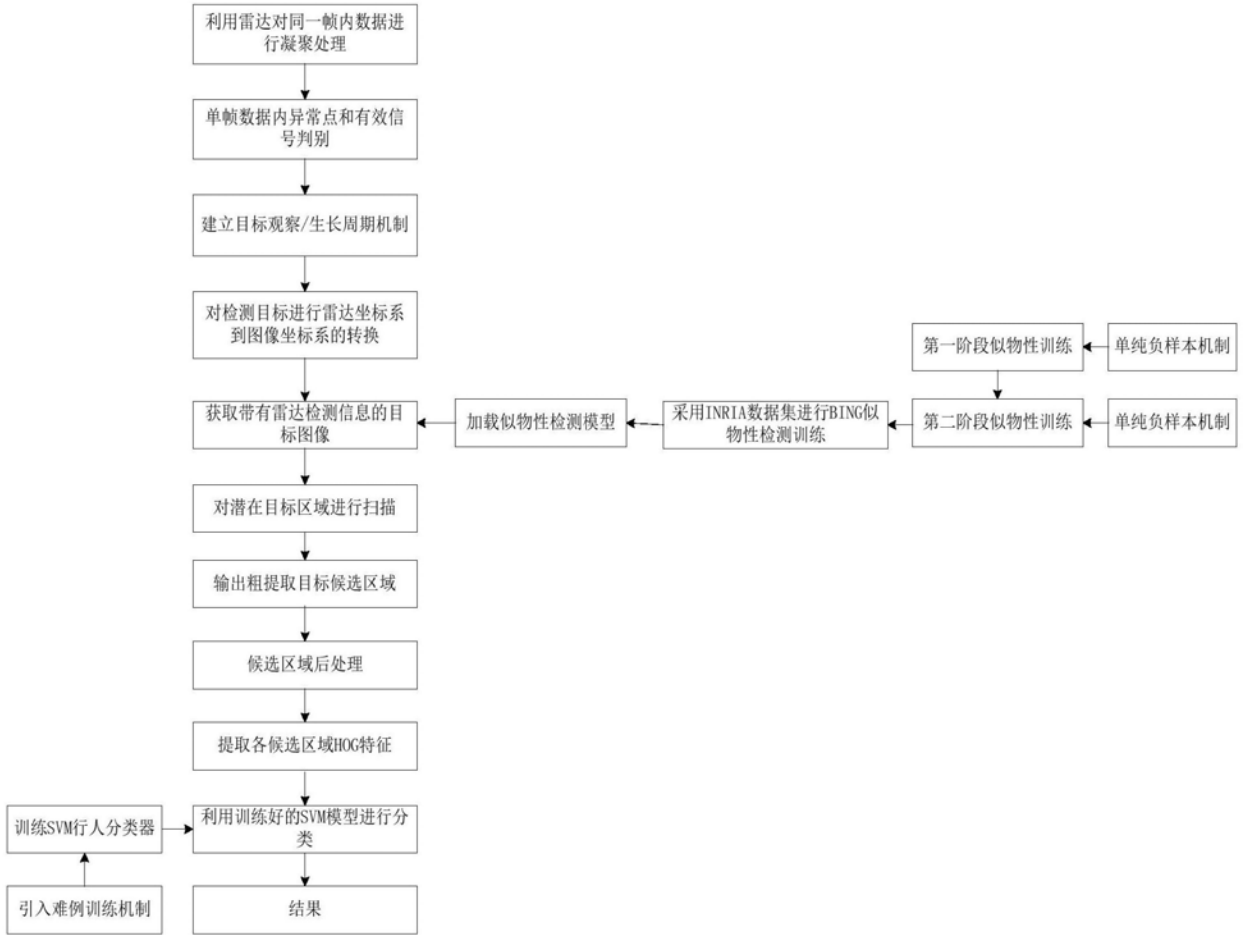 利用雷达对同一帧内数据进
行凝聚处理
单帧数据内异常点和有效信
号判别
建立目标观察/生长周期机制
对检测目标进行雷达坐标系
到图像坐标系的转换
第一阶段似物性训练
单纯负样本机制
获取带有雷达检测信息的目
标图像
加载似物性检测模型
采用INRIA数据集进行BING似
物性检测训练
第二阶段似物性训练
单纯负样本机制
对潜在目标区域进行扫描
输出粗提取目标候选区域
候选区域后处理
提取各候选区域HOG特征
训练SVM行人分类器
利用训练好的SVM模型进行分
类
引入难例训练机制
结果